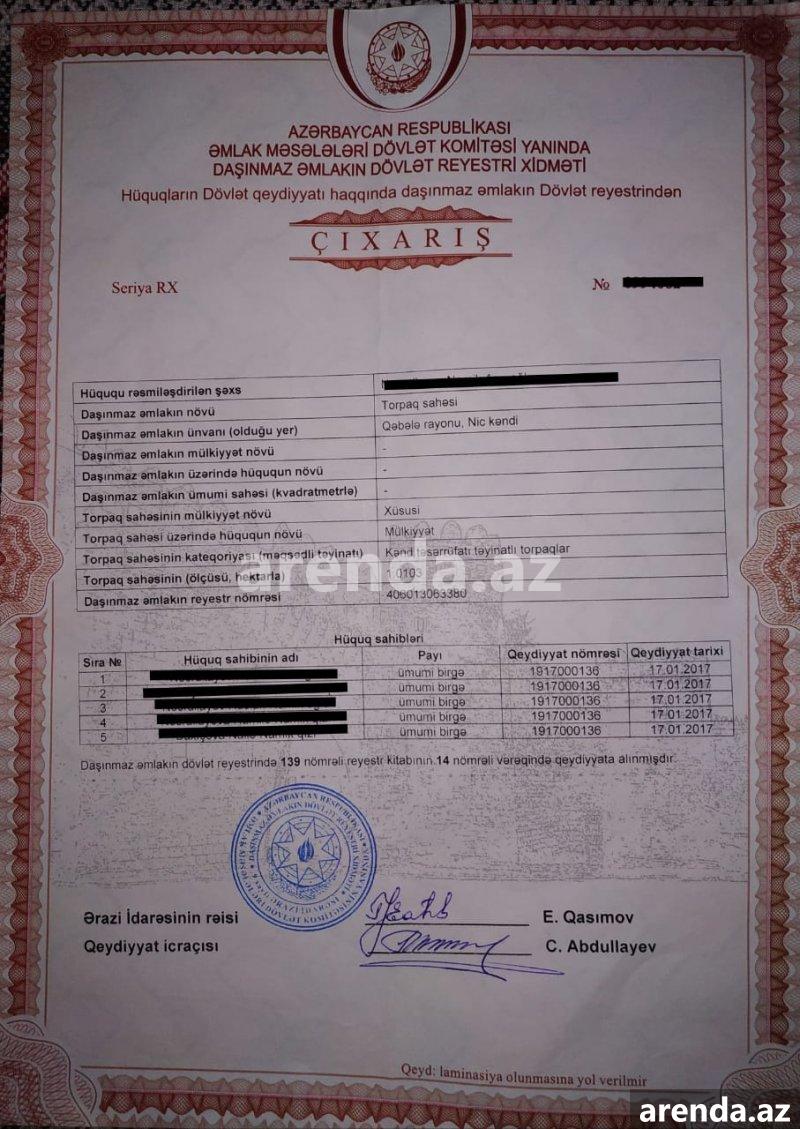 AZƏRBAYCAN RESPUBLİKASI
ƏMLAK MƏSƏLƏLƏRİ DÖVLƏT KOMİTƏSİ YANINDA
DAŞINMAZ ƏMLAKIN DÖVLƏT REYESTRİ XİDMƏTİ
Hüquqların Dövlət qeydiyyatı haqqında daşınmaz əmlakın Dövlət reyestrindən
ÇIXARIŞ
Seriya RX №
Hüququ rəsmiləşdirilən şəxs
Daşınmaz əmlakın növü Torpaq sahəsi
Daşınmaz əmlakın ünvanı (olduğu yer) Qəbələ rayonu, Nic kəndi
Daşınmaz əmlakın mülkiyyət növü -
Daşınmaz əmlakın üzərində hüququn növü -
Daşınmaz əmlakın ümumi sahəsi (kvadratmetrlə) -
Torpaq sahəsinin mülkiyyət növü Xüsusi
Torpaq sahəsi üzərində hüququn növü Mülkiyyət
Torpaq sahəsinin kateqoriyası (məqsədli təyinatı) Kənd təsərrüfatı təyinatlı torpaqlar
Torpaq sahəsinin (ölçüsü, hektarla)
arenda.az
Daşınmaz əmlakın reyestr nömrəsi 406013063380
Hüquq sahibləri
Sıra № Hüquq sahibinin adı Payı Qeydiyyat nömrəsi Qeydiyyat tarixi
1 ümumi birgə 1917000136 17.01.2017
2 ümumi birgə 1917000136 17.01.2017
3 ümumi birgə 1917000136 17.01.2017
4 ümumi birgə 1917000136 17.01.2017
5 ümumi birgə 1917000136 17.01.2017
Daşınmaz əmlakın dövlət reyestrində 139 nömrəli reyestr kitabının 14 nömrəli vərəqində qeydiyyata alınmışdır.
Ərazi İdarəsinin rəisi E. Qasımov
Qeydiyyat icraçısı C. Abdullayev
Qeyd: laminasiya olunmasına yol verilmir
arenda.az